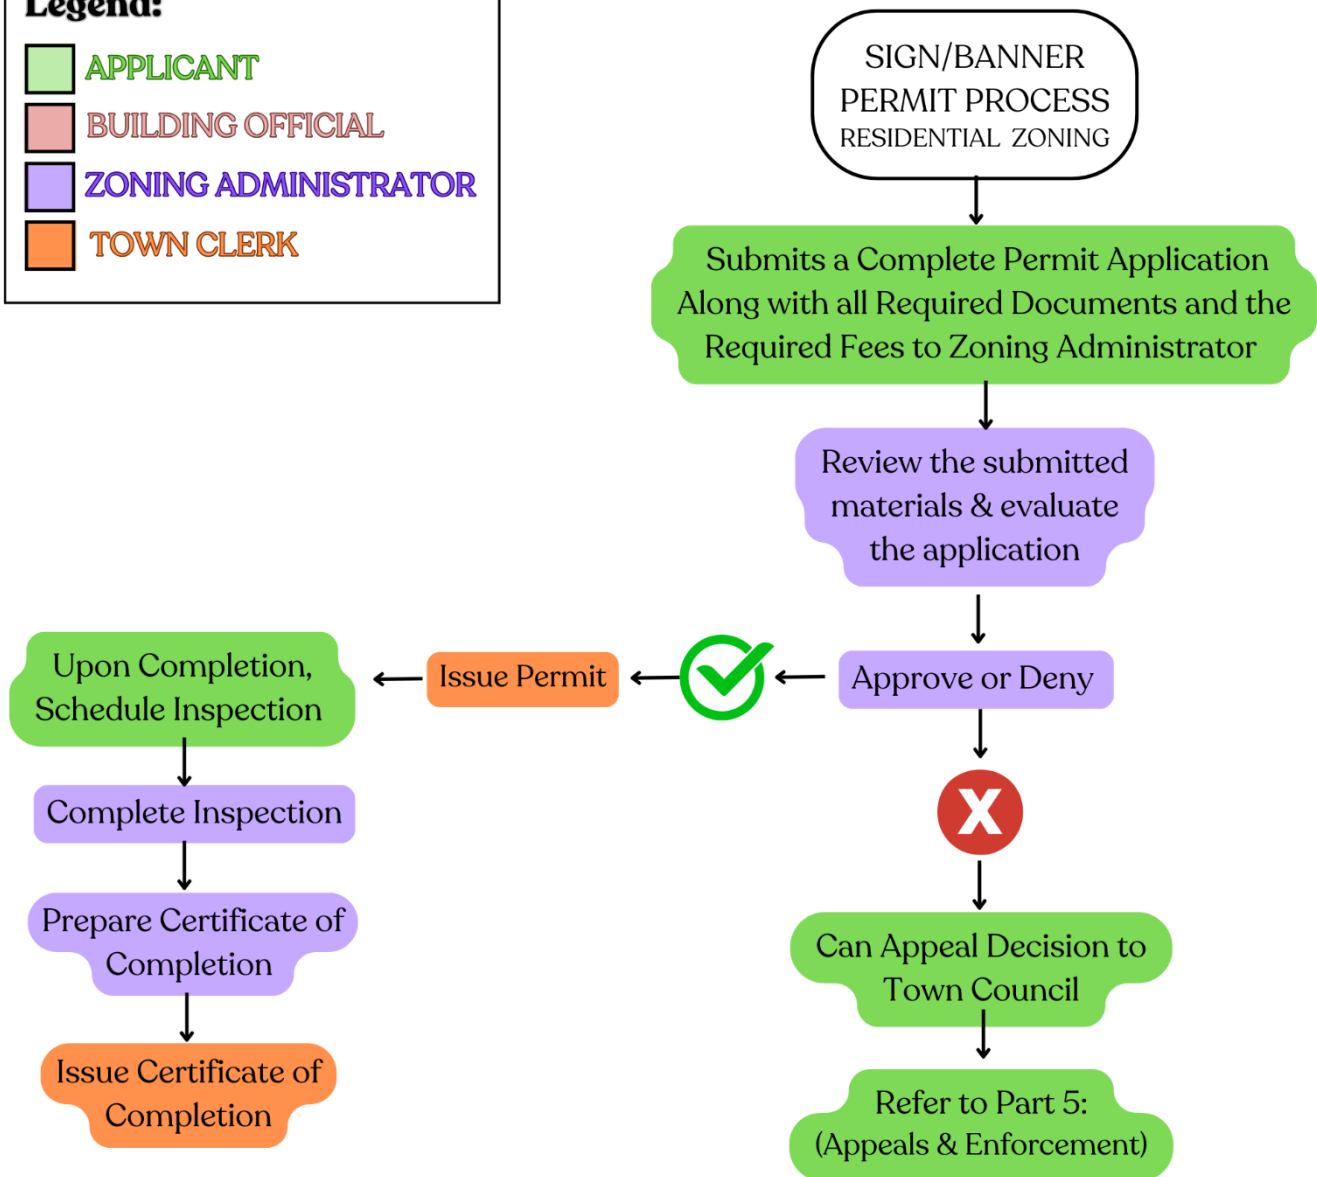 Legend:
APPLICANT
BUILDING OFFICIAL
ZONING ADMINISTRATOR
TOWN CLERK
SIGN/BANNER
PERMIT PROCESS
RESIDENTIAL ZONING
Submits a Complete Permit Application
Along with all Required Documents and the
Required Fees to Zoning Administrator
Review the submitted
materials & evaluate
the application
Approve or Deny
Issue Permit
Upon Completion,
Schedule Inspection
Complete Inspection
Prepare Certificate of
Completion
Issue Certificate of
Completion
X
Can Appeal Decision to
Town Council
Refer to Part 5:
(Appeals & Enforcement)